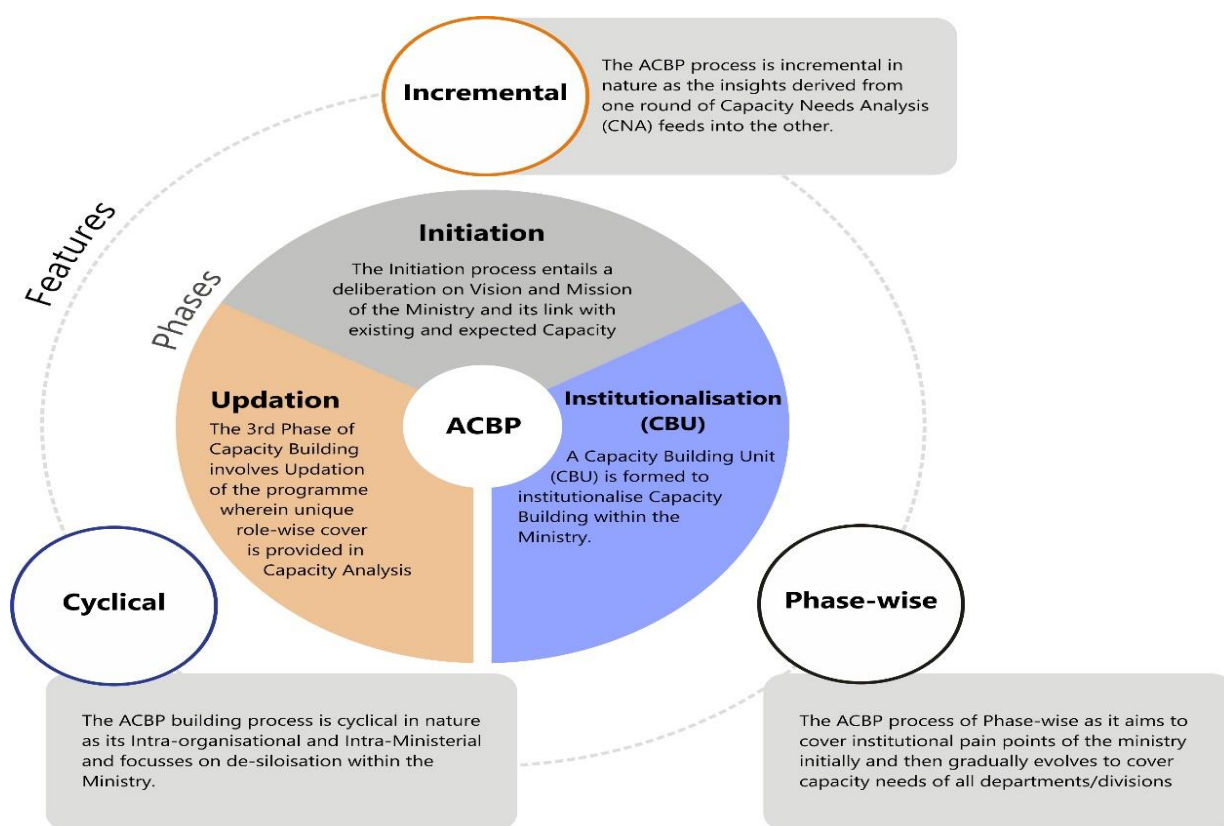 Incremental
The ACBP process is incremental in
nature as the insights derived from
one round of Capacity Needs Analysis
(CNA) feeds into the other.
Features
Phases
Initiation
The Initiation process entails a
deliberation on Vision and Mission
of the Ministry and its link with
existing and expected Capacity
Updation
The 3rd Phase of
Capacity Building
involves Updation
of the programme
wherein unique
role-wise cover
is provided in
Capacity Analysis
ACBP
Institutionalisation
(CBU)
A Capacity Building Unit
(CBU) is formed to
institutionalise Capacity
Building within the
Ministry.
Cyclical
The ACBP building process is cyclical in nature
as its Intra-organisational and Intra-Ministerial
and focusses on de-siloisation within the
Ministry.
Phase-wise
The ACBP process of Phase-wise as it aims to
cover institutional pain points of the ministry
initially and then gradually evolves to cover
capacity needs of all departments/divisions